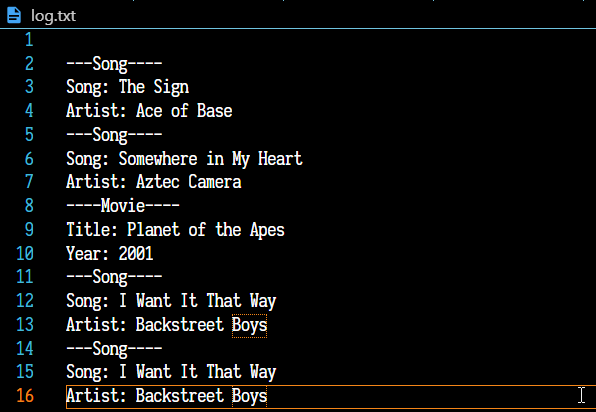 log.txt
1
2 ---Song----
3 Song: The Sign
4 Artist: Ace of Base
5 ---Song----
6 Song: Somewhere in My Heart
7 Artist: Aztec Camera
8 ----Movie----
9 Title: Planet of the Apes
10 Year: 2001
11 ---Song----
12 Song: I Want It That Way
13 Artist: Backstreet Boys
14 ---Song----
15 Song: I Want It That Way
16 Artist: Backstreet Boys